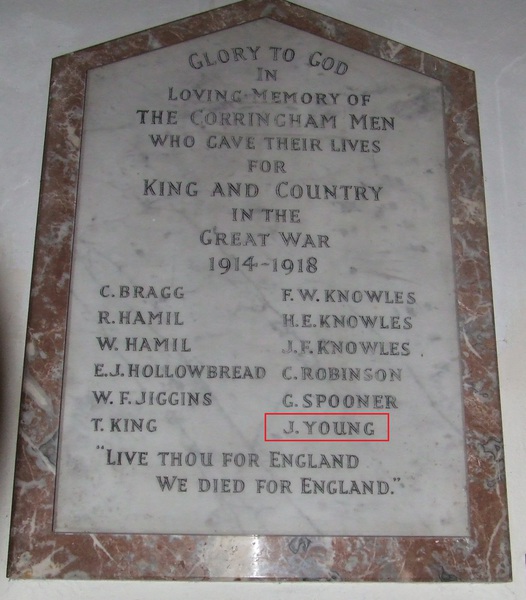 GLORY TO GOD
IN
LOVING MEMORY OF
THE CORRINGHAM MEN
WHO GAVE THEIR LIVES
FOR
KING AND COUNTRY
IN THE
GREAT WAR
1914-1918
C. BRAGG
R. HAMIL
W. HAMIL
E.J. HOLLOWBREAD
W. F. JIGGINS
T. KING
F. W. KNOWLES
H.E. KNOWLES
J.F. KNOWLES
C. ROBINSON
G. SPOONER
J. YOUNG
"LIVE THOU FOR ENGLAND
WE DIED FOR ENGLAND."